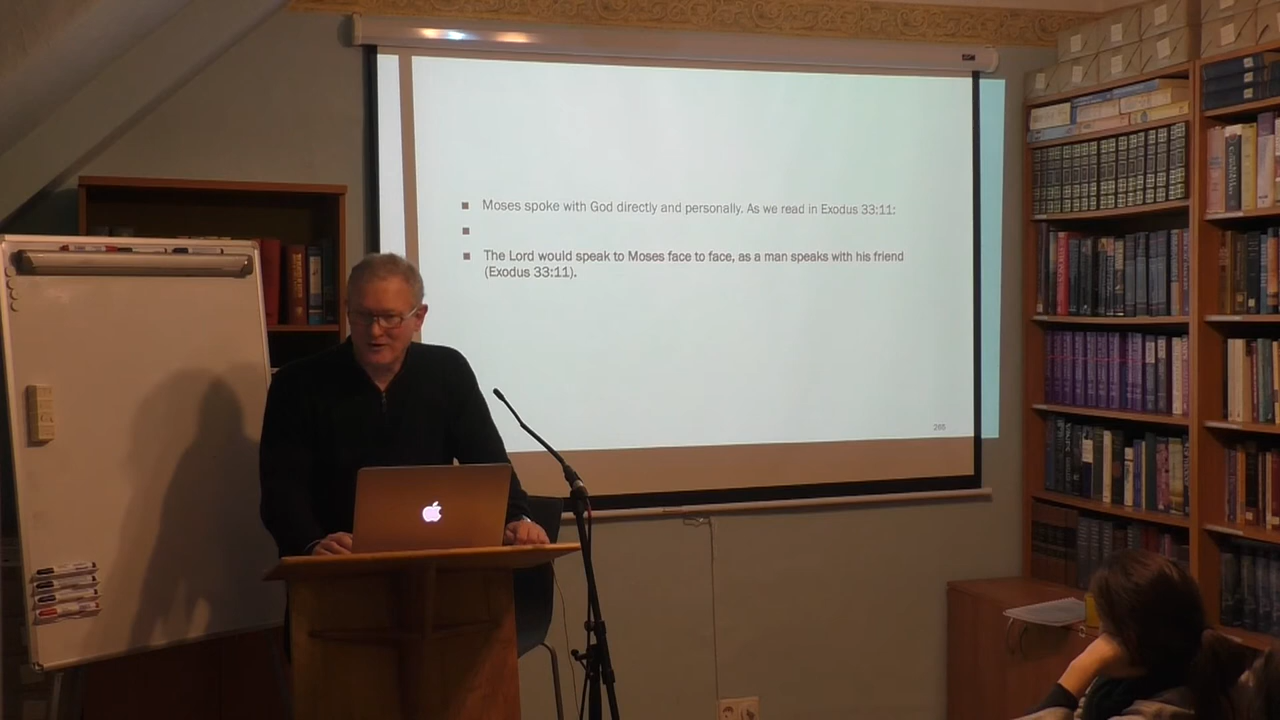 Moses spoke with God directly and personally. As we read in Exodus 33:11:
The Lord would speak to Moses face to face, as a man speaks with his friend
(Exodus 33:11).
265